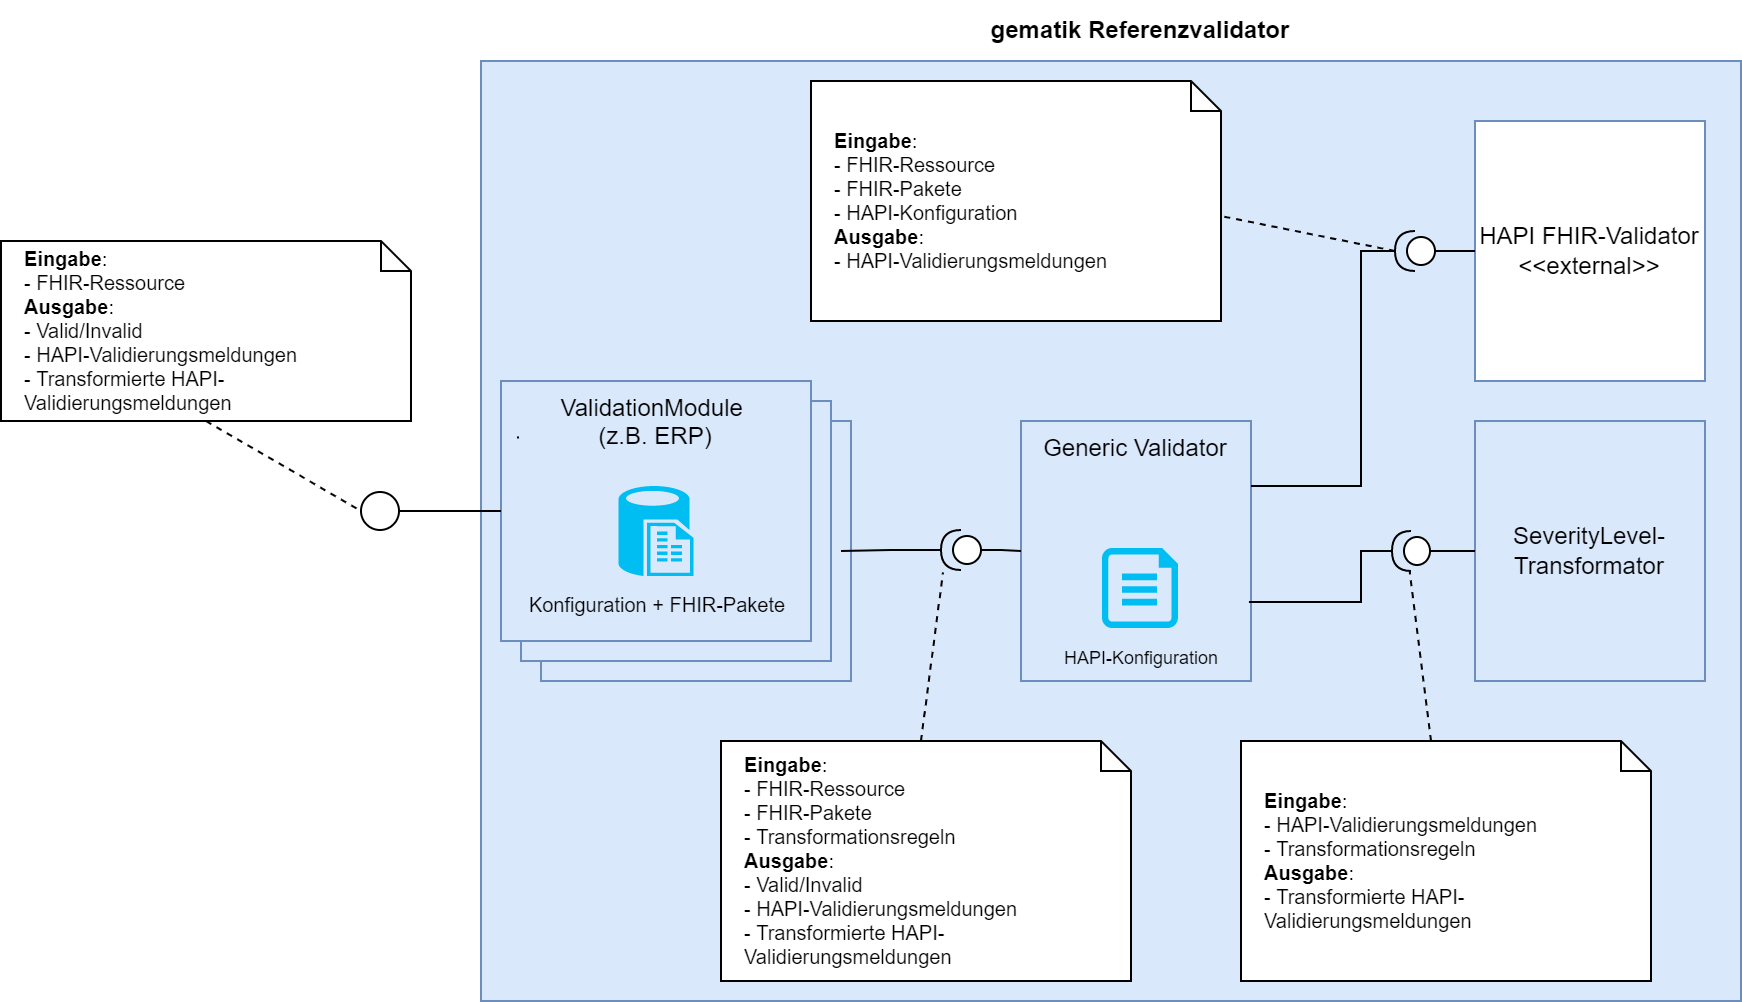 gematik Referenzvalidator
Eingabe:
- FHIR-Ressource
- FHIR-Pakete
- HAPI-Konfiguration
Ausgabe:
- HAPI-Validierungsmeldungen
HAPI FHIR-Validator
<<external>>
Eingabe:
- FHIR-Ressource
Ausgabe:
- Valid/Invalid
- HAPI-Validierungsmeldungen
- Transformierte HAPI-
Validierungsmeldungen
ValidationModule
(z.B. ERP)
Konfiguration + FHIR-Pakete
Generic Validator
HAPI-Konfiguration
SeverityLevel-
Transformator
Eingabe:
- FHIR-Ressource
- FHIR-Pakete
- Transformationsregeln
Ausgabe:
- Valid/Invalid
- HAPI-Validierungsmeldungen
- Transformierte HAPI-
Validierungsmeldungen
Eingabe:
- HAPI-Validierungsmeldungen
- Transformationsregeln
Ausgabe:
- Transformierte HAPI-
Validierungsmeldungen